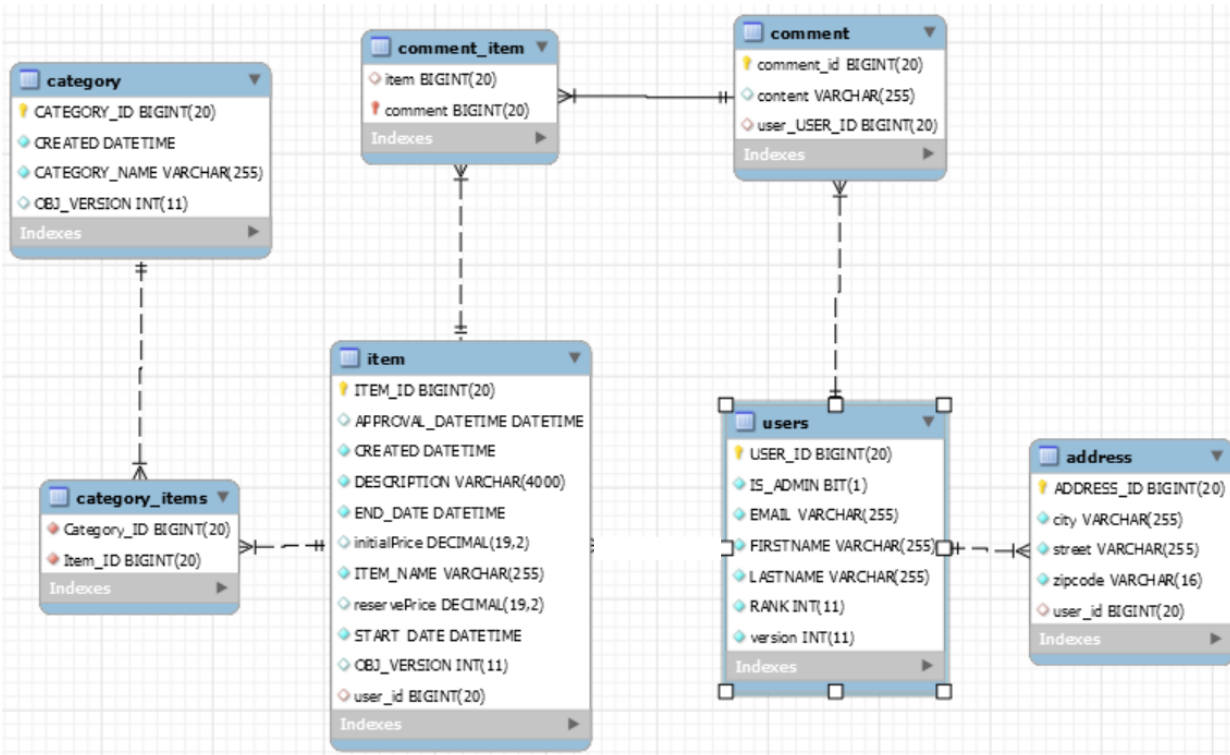 category
CATEGORY_ID BIGINT(20)
CREATED DATETIME
CATEGORY_NAME VARCHAR(255)
OBJ_VERSION INT(11)
Indexes
comment_item
item BIGINT(20)
comment BIGINT(20)
Indexes
comment
comment_id BIGINT(20)
content VARCHAR(255)
user_USER_ID BIGINT(20)
Indexes
category_items
Category_ID BIGINT(20)
Item_ID BIGINT(20)
Indexes
item
ITEM_ID BIGINT(20)
APPROVAL_DATETIME DATETIME
CREATED DATETIME
DESCRIPTION VARCHAR(4000)
END_DATE DATETIME
initialPrice DECIMAL(19,2)
ITEM_NAME VARCHAR(255)
reservePrice DECIMAL(19,2)
START_DATE DATETIME
OBJ_VERSION INT(11)
user_id BIGINT(20)
Indexes
users
USER_ID BIGINT(20)
IS_ADMIN BIT(1)
EMAIL VARCHAR(255)
FIRSTNAME VARCHAR(255)
LASTNAME VARCHAR(255)
RANK INT(11)
version INT(11)
Indexes
address
ADDRESS_ID BIGINT(20)
city VARCHAR(255)
street VARCHAR(255)
zipcode VARCHAR(16)
user_id BIGINT(20)
Indexes